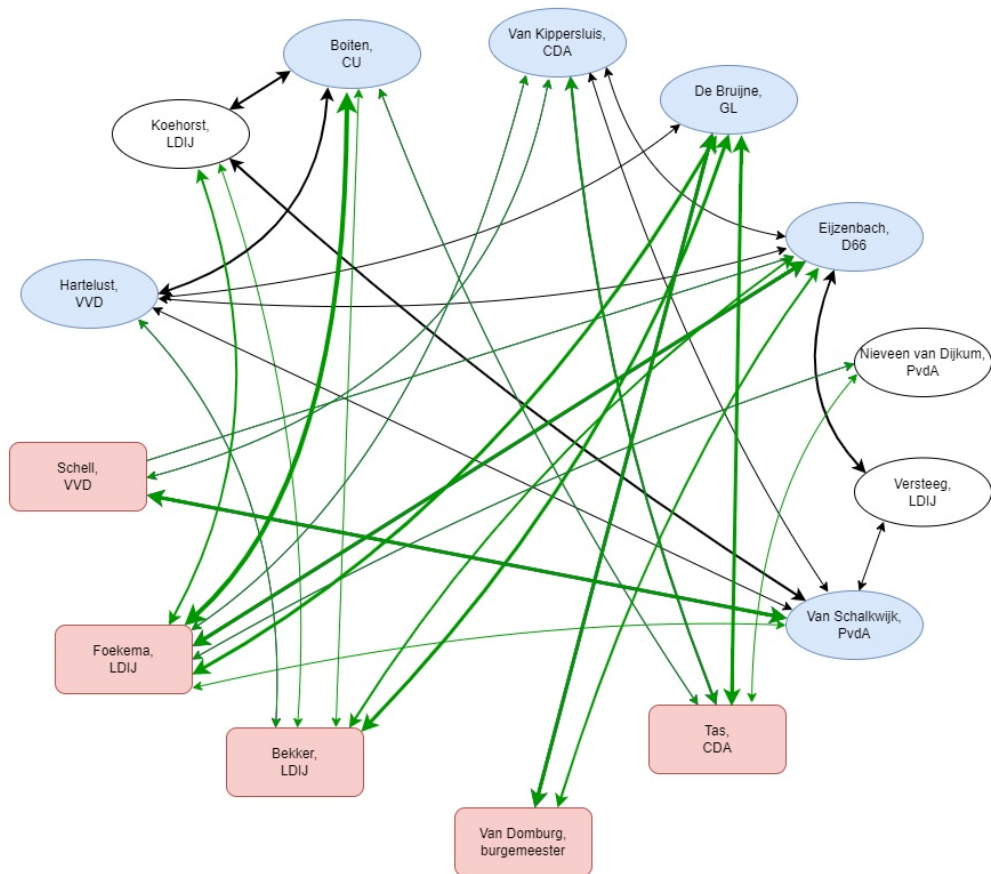 Boiten,
CU
Van Kippersluis,
CDA
De Bruijne,
GL
Koehorst,
LDIJ
Eijzenbach,
D66
Hartelust,
VVD
Nieveen van Dijkum,
PvdA
Schell,
VVD
Versteeg,
LDIJ
Van Schalkwijk,
PvdA
Foekema,
LDIJ
Tas,
CDA
Bekker,
LDIJ
Van Domburg,
burgemeester